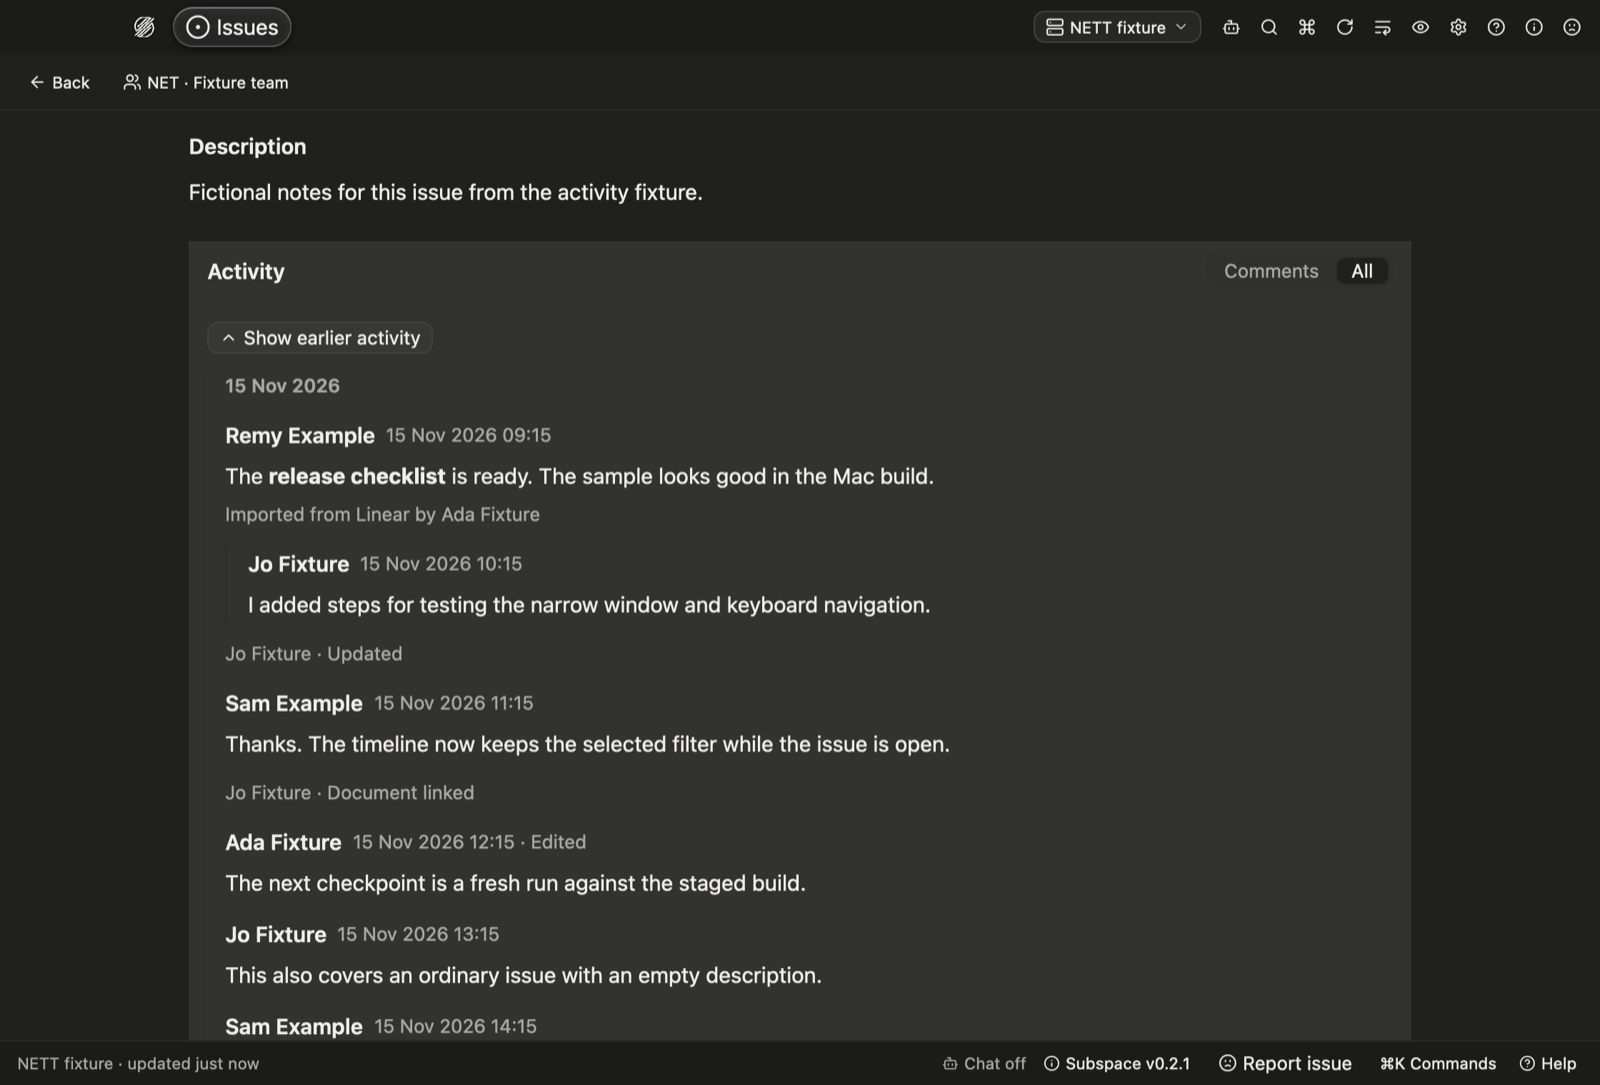 Issues
NETT fixture
Back
NET · Fixture team
Description
Fictional notes for this issue from the activity fixture.
Activity
Comments
All
Show earlier activity
15 Nov 2026
Remy Example 15 Nov 2026 09:15
The release checklist is ready. The sample looks good in the Mac build.
Imported from Linear by Ada Fixture
Jo Fixture 15 Nov 2026 10:15
I added steps for testing the narrow window and keyboard navigation.
Jo Fixture · Updated
Sam Example 15 Nov 2026 11:15
Thanks. The timeline now keeps the selected filter while the issue is open.
Jo Fixture · Document linked
Ada Fixture 15 Nov 2026 12:15 · Edited
The next checkpoint is a fresh run against the staged build.
Jo Fixture 15 Nov 2026 13:15
This also covers an ordinary issue with an empty description.
Sam Example 15 Nov 2026 14:15
NETT fixture · updated just now
Chat off
Subspace v0.2.1
Report issue
⌘K Commands
Help